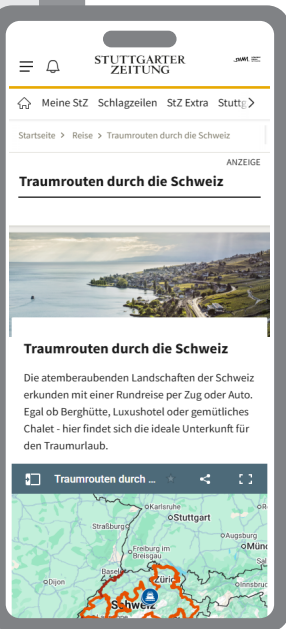 STUTTGARTER
ZEITUNG
Meine StZ Schlagzeilen StZ Extra Stuttg
Startseite > Reise > Traumrouten durch die Schweiz
ANZEIGE
Traumrouten durch die Schweiz
Traumrouten durch die Schweiz
Die atemberaubenden Landschaften der Schweiz
erkunden mit einer Rundreise per Zug oder Auto.
Egal ob Berghütte, Luxushotel oder gemütliches
Chalet - hier findet sich die ideale Unterkunft für
den Traumurlaub.
Traumrouten durch ...
Karlsruhe
Stuttgart
Straßburg
Augsburg
Freiburg im
Breisgau
Münc
Basel
Zürich
Dijon
Innsbruc
Schweiz